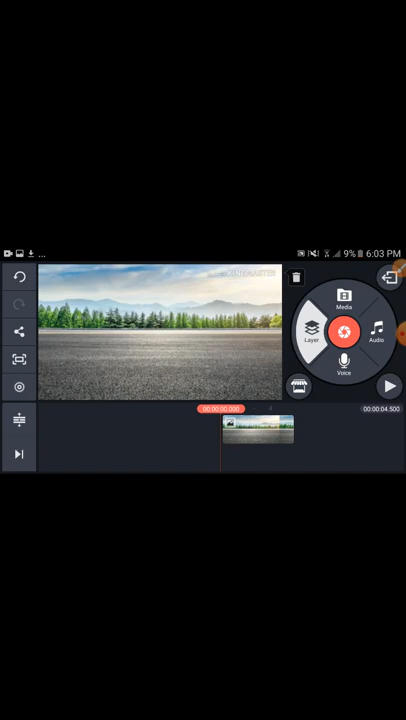 ... 9% 6:03 PM
KINEMASTER
Media
Layer
Audio
Voice
00:00:00.000
00:00:04.500